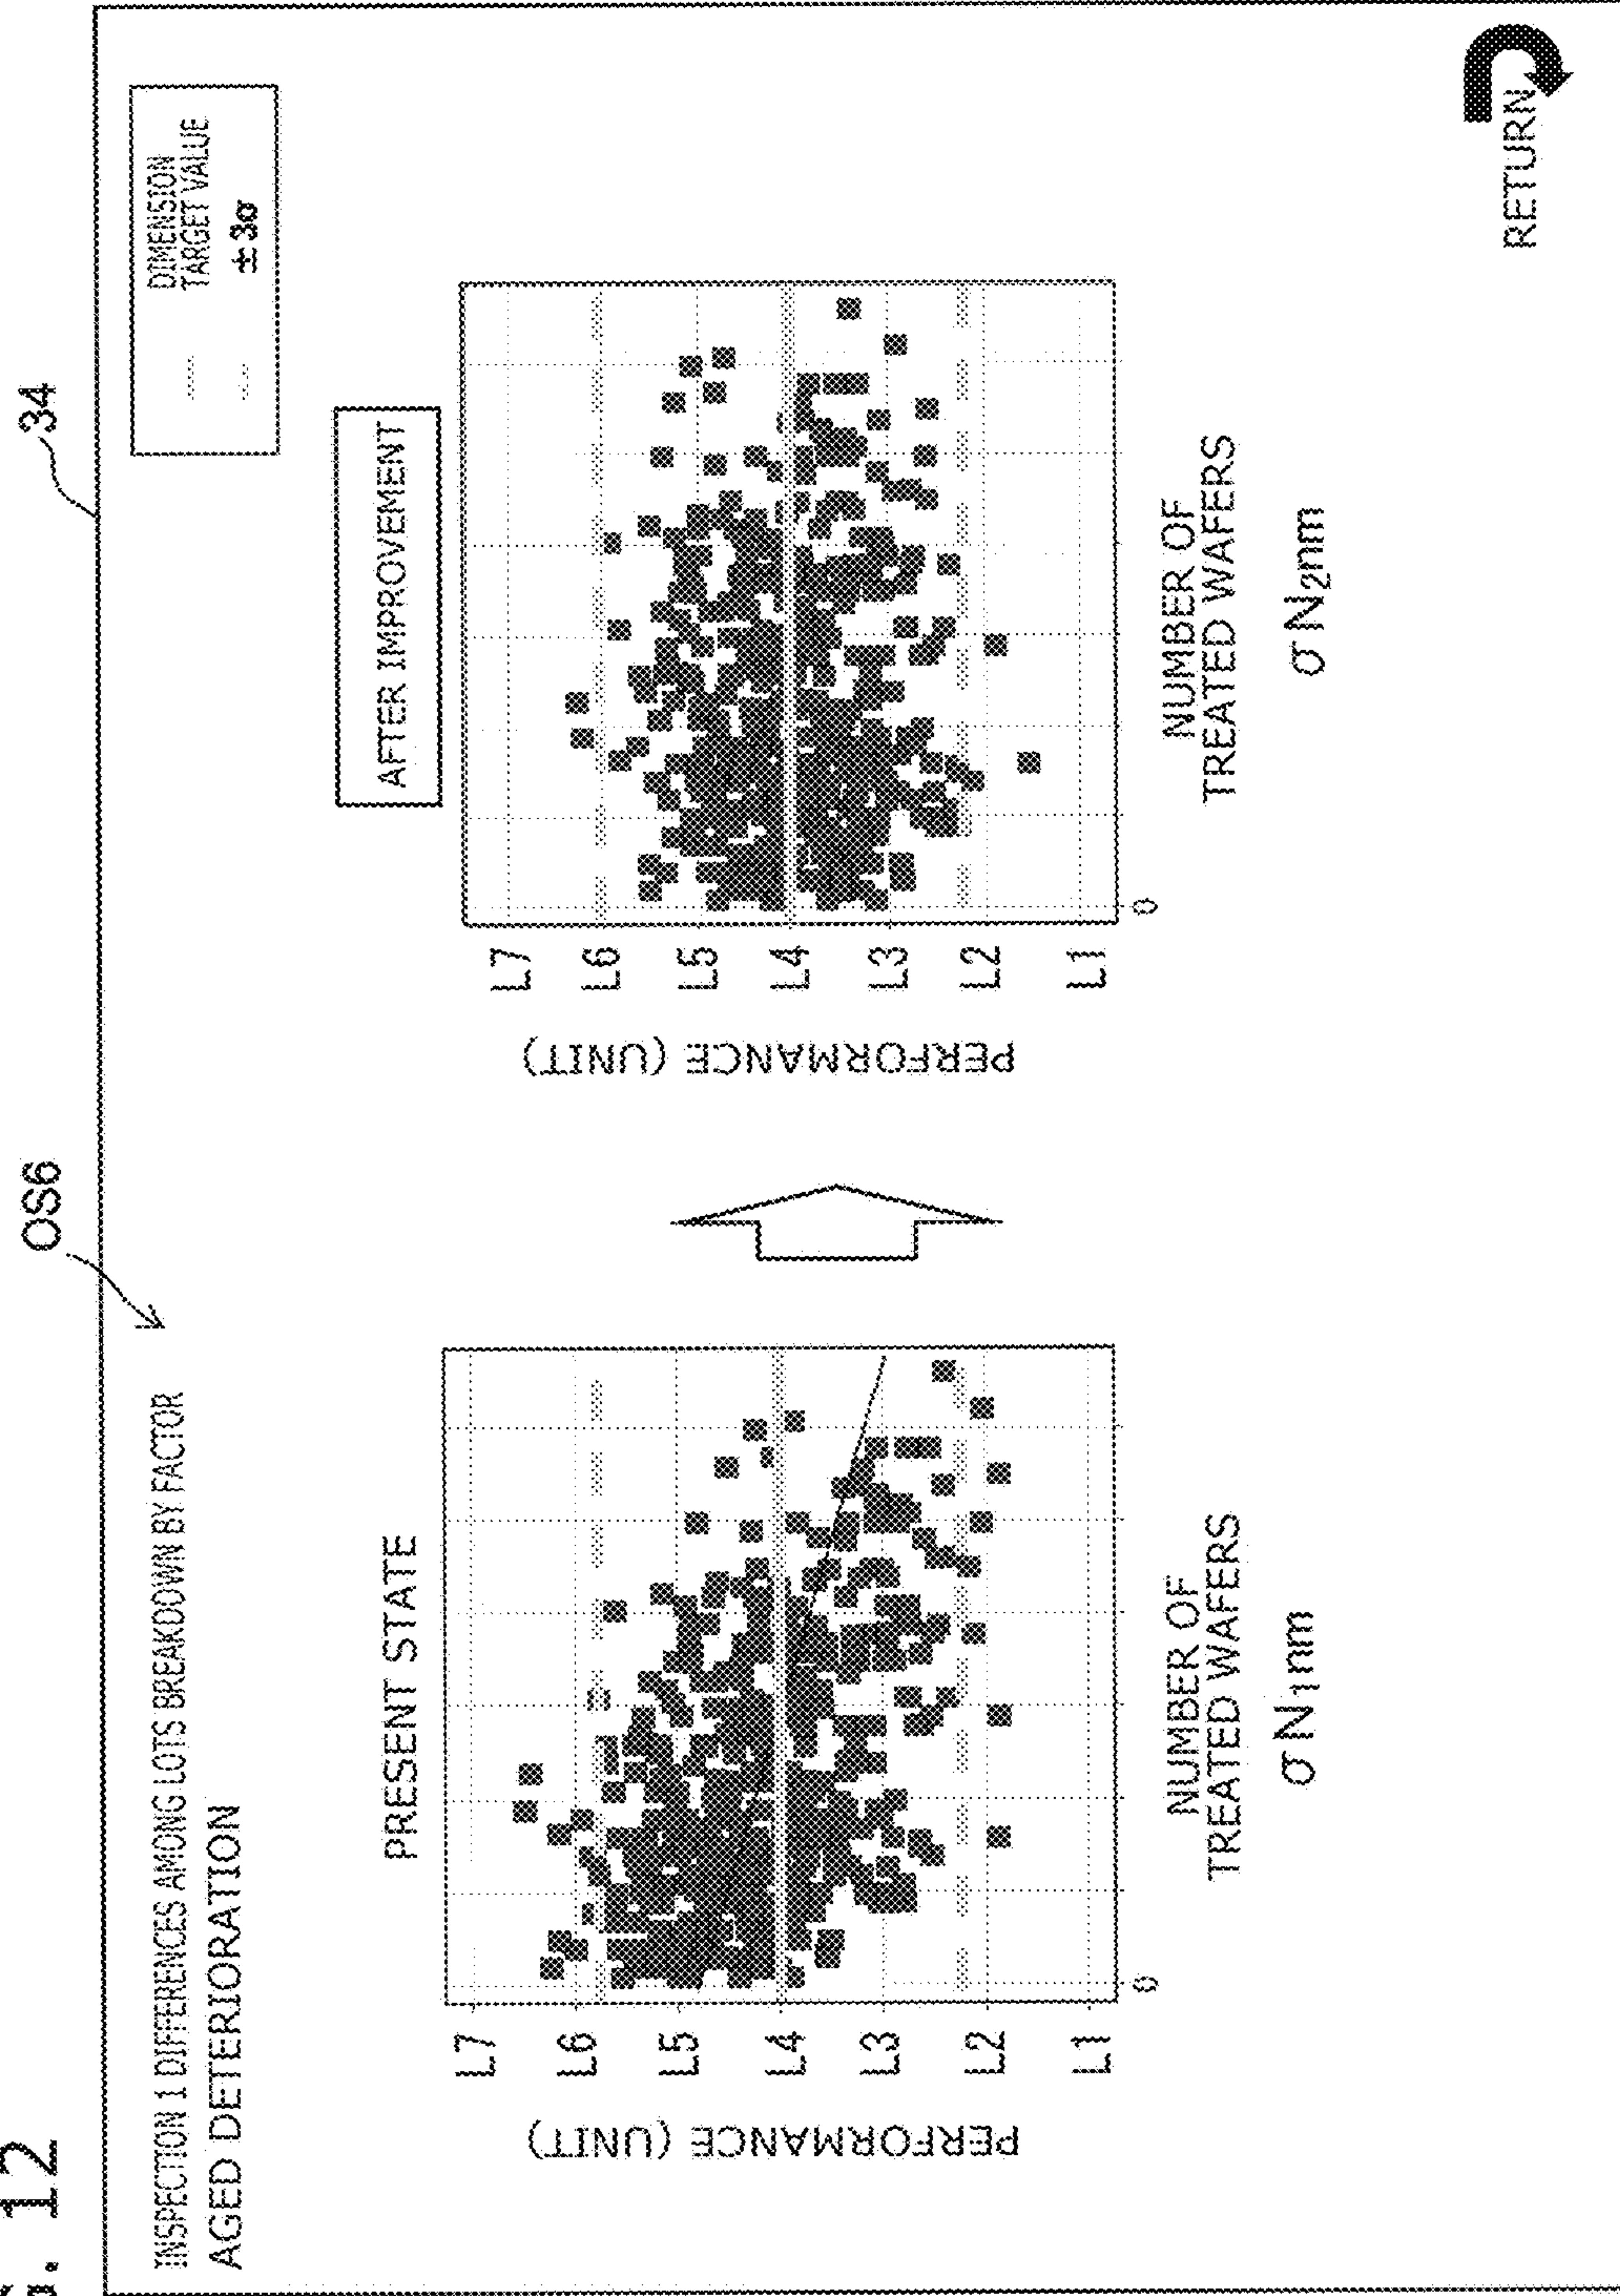 G. 12
OS6
34
INSPECTION 1 DIFFERENCES AMONG LOTS BREAKDOWN BY FACTOR
AGED DETERIORATION
DIMENSION
TARGET VALUE
±3σ
PRESENT STATE
PERFORMANCE (UNIT)
L7
L6
L5
L4
L3
L2
L1
0
NUMBER OF
TREATED WAFERS
σN₁nm
AFTER IMPROVEMENT
PERFORMANCE (UNIT)
L7
L6
L5
L4
L3
L2
L1
0
NUMBER OF
TREATED WAFERS
σN₂nm
RETURN